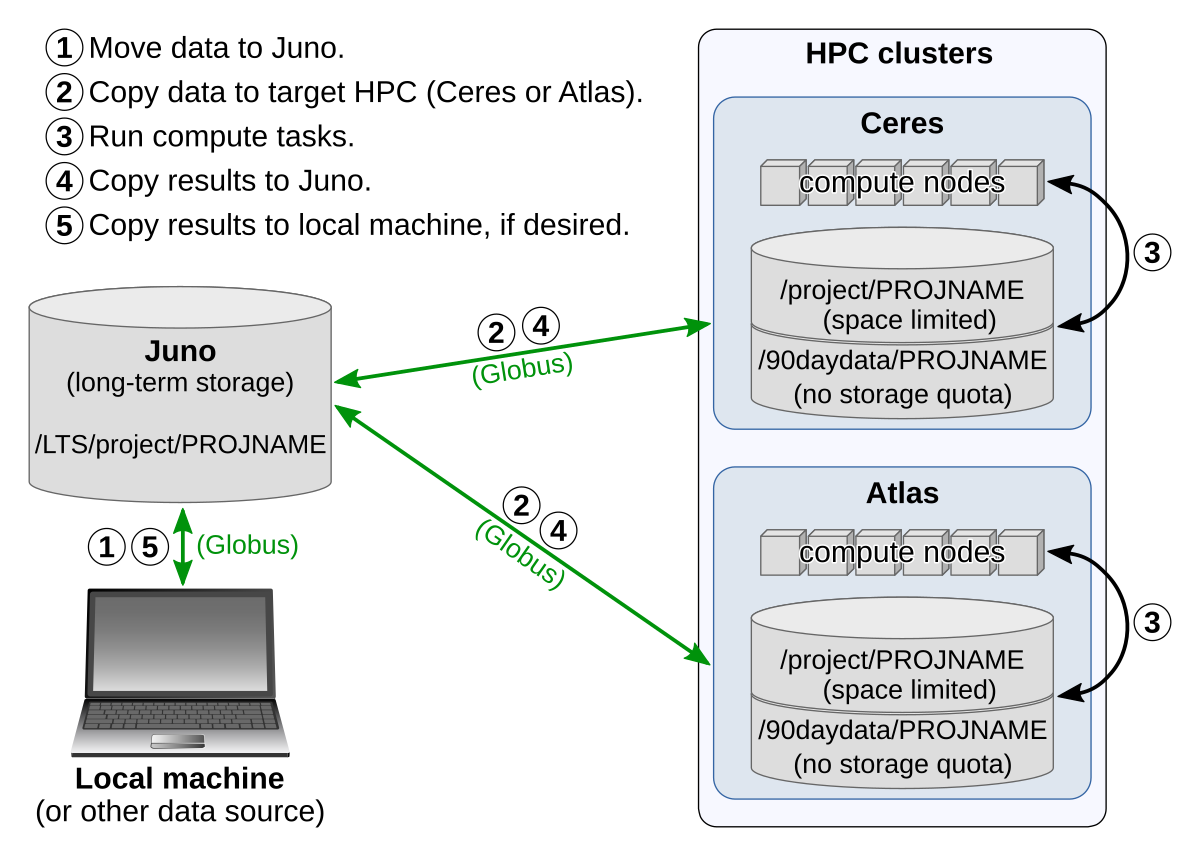 1 Move data to Juno.
2 Copy data to target HPC (Ceres or Atlas).
3 Run compute tasks.
4 Copy results to Juno.
5 Copy results to local machine, if desired.
Juno
(long-term storage)
/LTS/project/PROJNAME
1 5 (Globus)
Local machine
(or other data source)
2 4
(Globus)
2 4
(Globus)
HPC clusters
Ceres
compute nodes
3
/project/PROJNAME
(space limited)
/90daydata/PROJNAME
(no storage quota)
Atlas
compute nodes
3
/project/PROJNAME
(space limited)
/90daydata/PROJNAME
(no storage quota)